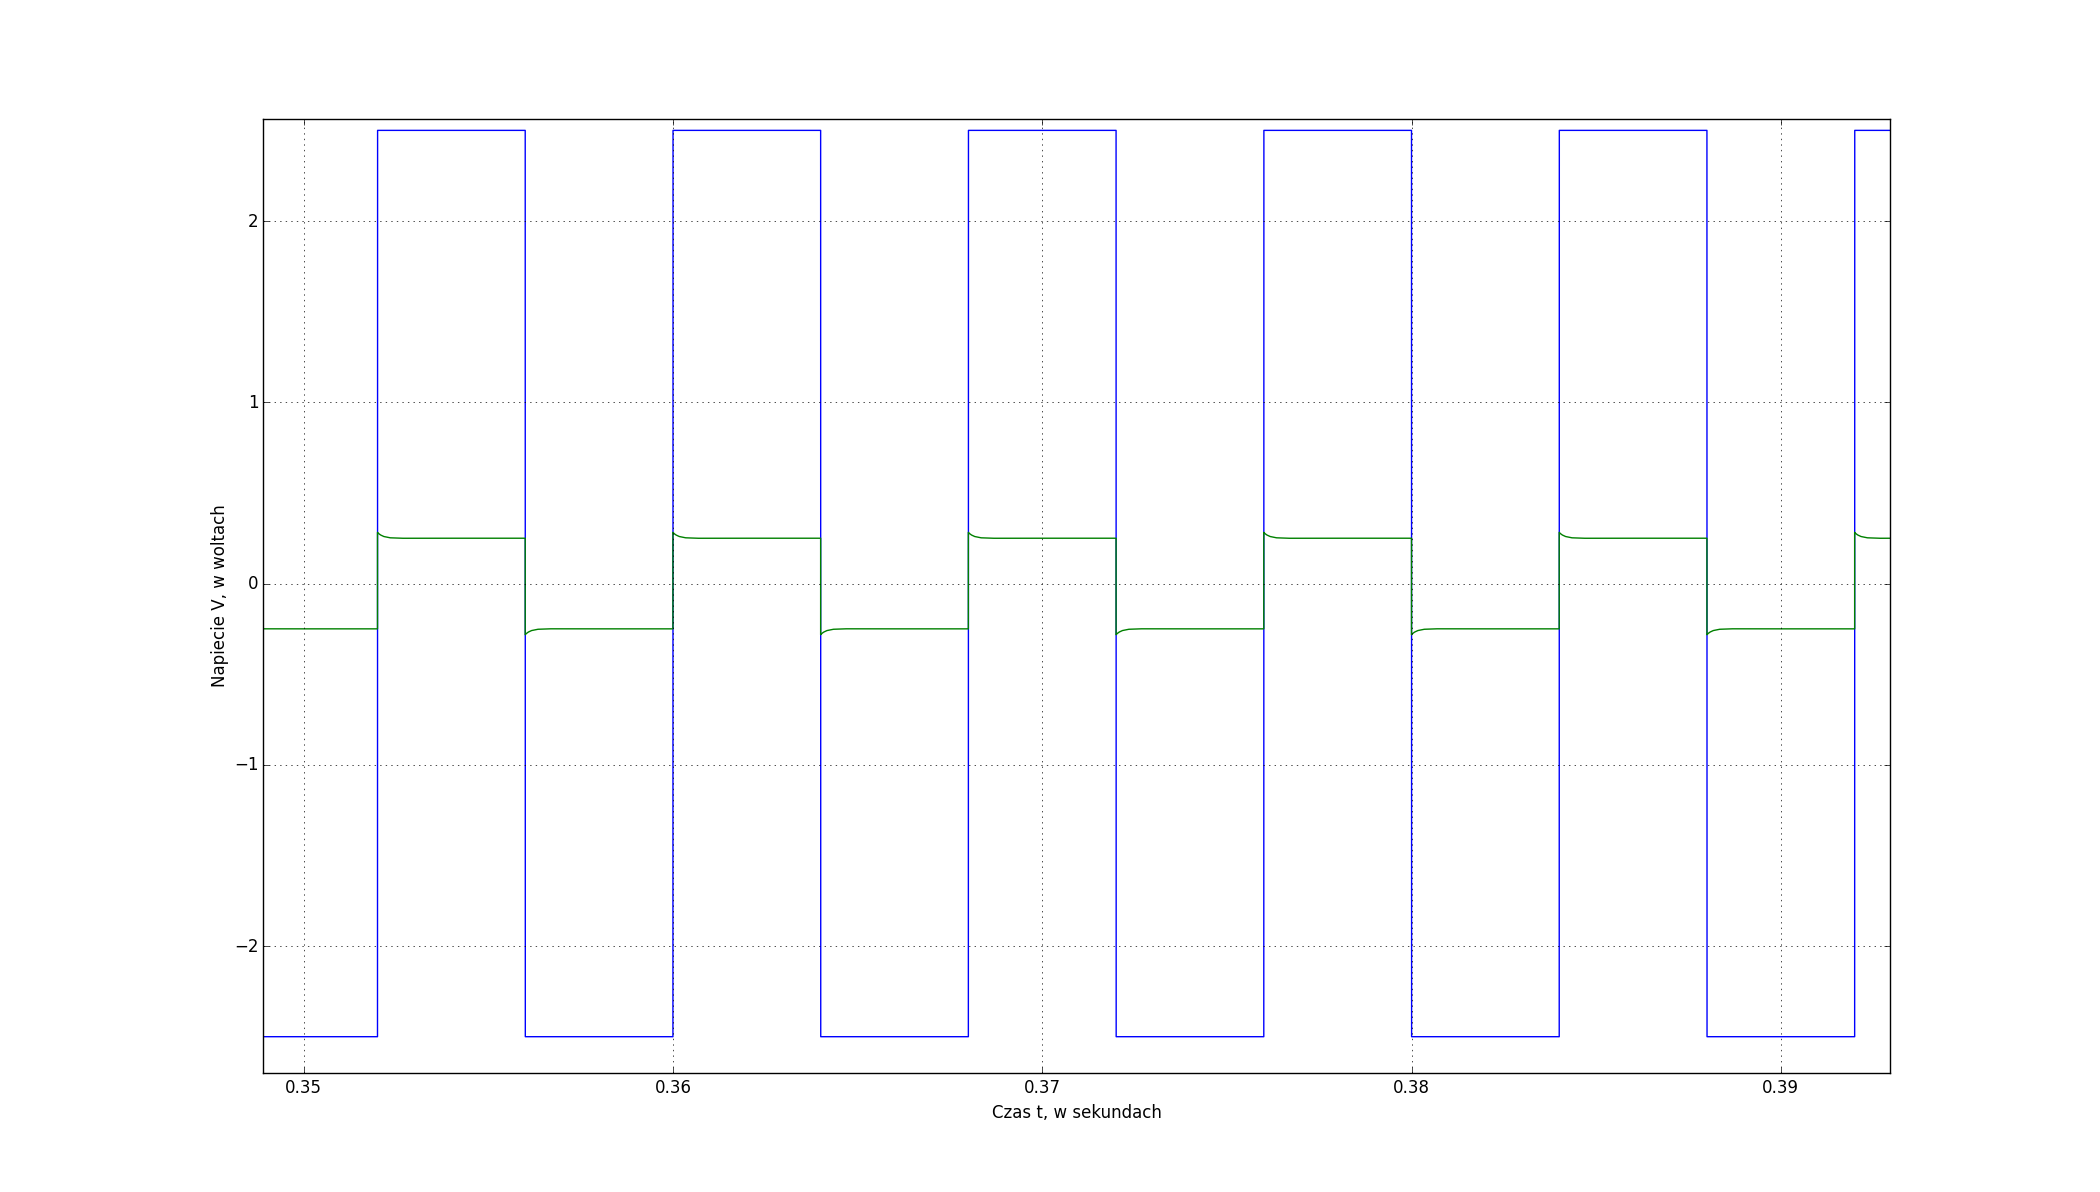 2
1
0
−1
−2
Napiecie V, w woltach
0.35 0.36 0.37 0.38 0.39
Czas t, w sekundach